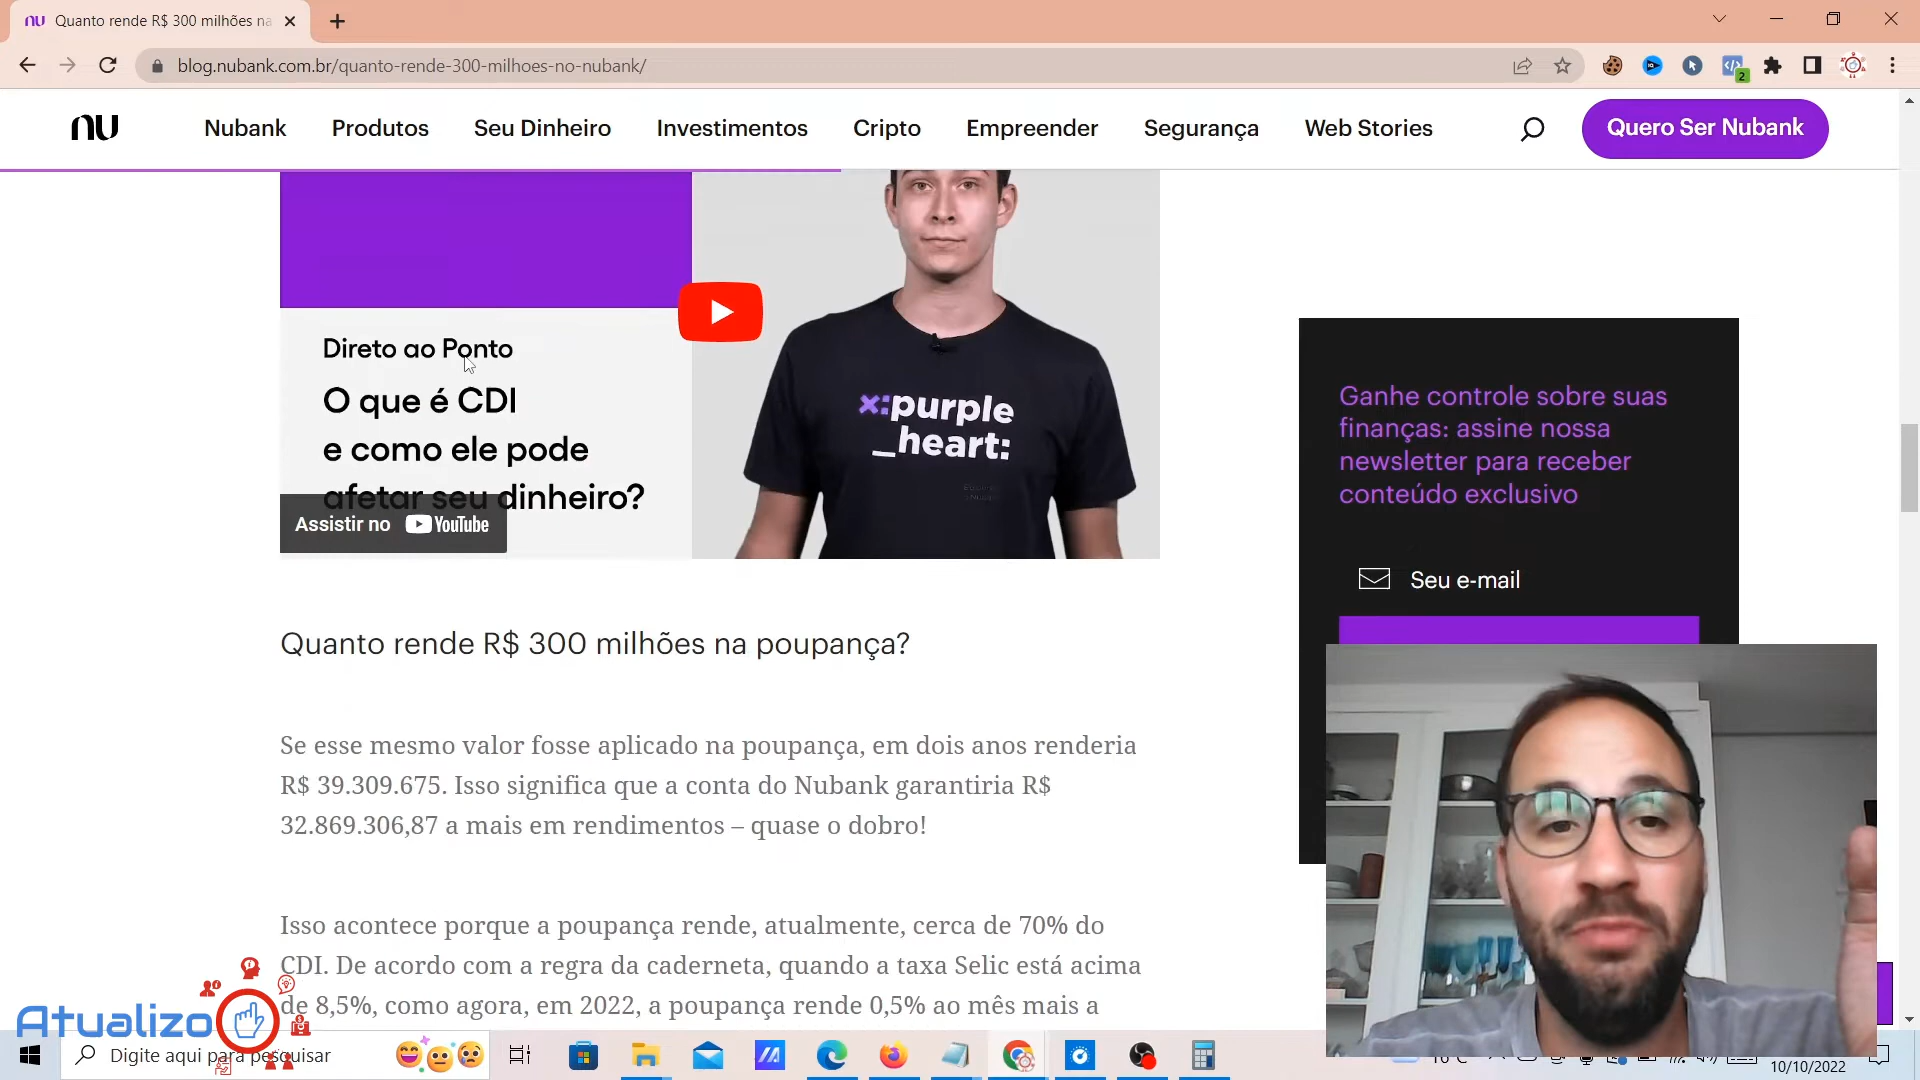 nu Quanto rende R$ 300 milhões na
blog.nubank.com.br/quanto-rende-300-milhoes-no-nubank/
2
nu Nubank Produtos Seu Dinheiro Investimentos Cripto Empreender Segurança Web Stories Quero Ser Nubank
Direto ao Ponto
O que é CDI
e como ele pode
afetar seu dinheiro?
Assistir no YouTube
x:purple
_heart:
Ganhe controle sobre suas
finanças: assine nossa
newsletter para receber
conteúdo exclusivo
Seu e-mail
Quanto rende R$ 300 milhões na poupança?
Se esse mesmo valor fosse aplicado na poupança, em dois anos renderia
R$ 39.309.675. Isso significa que a conta do Nubank garantiria R$
32.869.306,87 a mais em rendimentos – quase o dobro!
Isso acontece porque a poupança rende, atualmente, cerca de 70% do
CDI. De acordo com a regra da caderneta, quando a taxa Selic está acima
de 8,5%, como agora, em 2022, a poupança rende 0,5% ao mês mais a
Atualizo
Digite aqui para pesquisar
16°C
10/10/2022